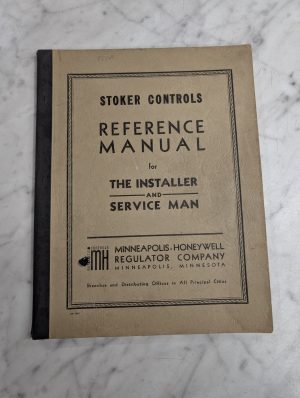 STOKER CONTROLS
REFERENCE
MANUAL
for
THE INSTALLER
AND
SERVICE MAN
MH
MINNEAPOLIS-HONEYWELL
REGULATOR COMPANY
MINNEAPOLIS, MINNESOTA
Branches and Distributing Offices in All Principal Cities